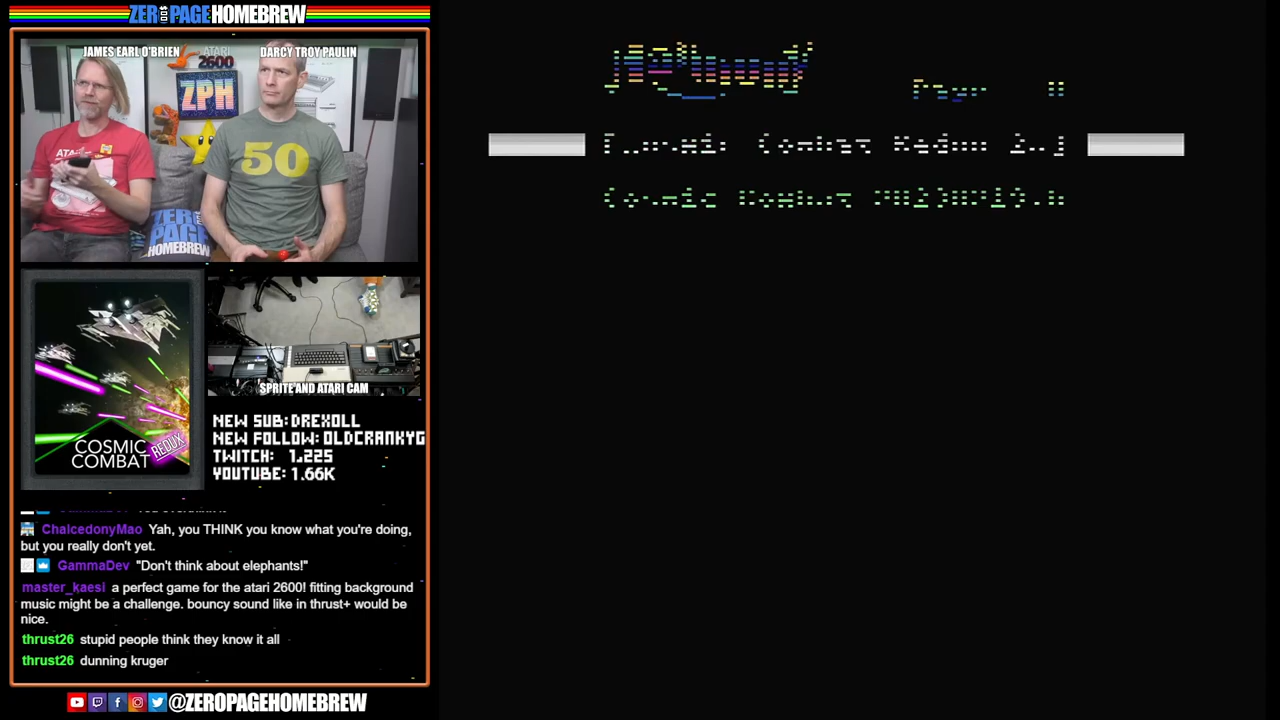 ZEROPAGE HOMEBREW
JAMES EARL O'BRIEN
ATARI
2600
DARCY TROY PAULIN
ZPH
50
ZERO
PAGE
HOMEBREW
COSMIC
COMBAT
REDUX
SPRITE AND ATARI CAM
NEW SUB: DREXOLL
NEW FOLLOW: OLDCRANKYG
TWITCH: 1.225
YOUTUBE: 1.66K
ChalcedonyMao Yah, you THINK you know what you're doing,
but you really don't yet.
GammaDev "Don't think about elephants!"
master_kaesi a perfect game for the atari 2600! fitting background
music might be a challenge. bouncy sound like in thrust+ would be
nice.
thrust26 stupid people think they know it all
thrust26 dunning kruger
@ZEROPAGEHOMEBREW